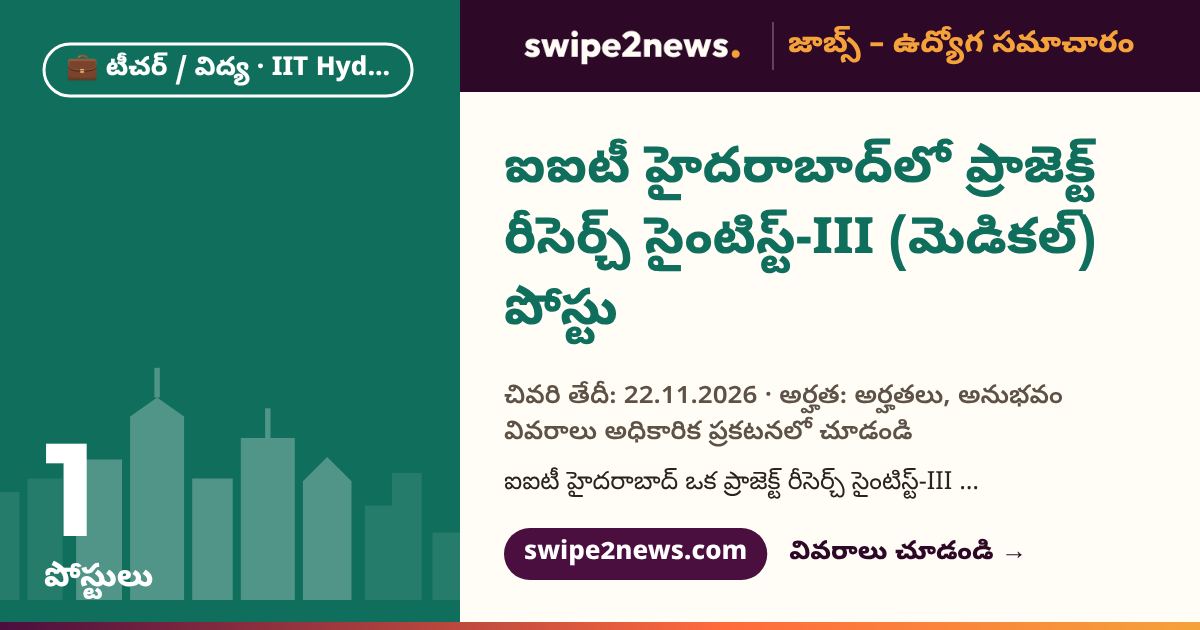 💼 టీచర్ / విద్య · IIT Hyd...
1
పోస్టులు
swipe2news.
జాబ్స్ – ఉద్యోగ సమాచారం
ఐఐటీ హైదరాబాద్‌లో ప్రాజెక్ట్
రీసెర్చ్ సైంటిస్ట్-III (మెడికల్)
పోస్టు
చివరి తేదీ: 22.11.2026 · అర్హత: అర్హతలు, అనుభవం
వివరాలు అధికారిక ప్రకటనలో చూడండి
ఐఐటీ హైదరాబాద్ ఒక ప్రాజెక్ట్ రీసెర్చ్ సైంటిస్ట్-III ...
swipe2news.com
వివరాలు చూడండి →